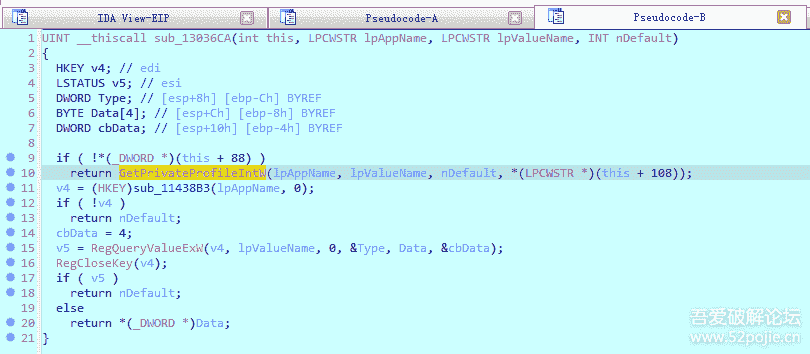 IDA View-EIP
Pseudocode-A
Pseudocode-B
1 UINT __thiscall sub_13036CA(int this, LPCWSTR lpAppName, LPCWSTR lpValueName, INT nDefault)
2 {
3 HKEY v4; // edi
4 LSTATUS v5; // esi
5 DWORD Type; // [esp+8h] [ebp-Ch] BYREF
6 BYTE Data[4]; // [esp+Ch] [ebp-8h] BYREF
7 DWORD cbData; // [esp+10h] [ebp-4h] BYREF
8
9 if ( !*(_DWORD *)(this + 88) )
10 return GetPrivateProfileIntW(lpAppName, lpValueName, nDefault, *(LPCWSTR *)(this + 108));
11 v4 = (HKEY)sub_11438B3(lpAppName, 0);
12 if ( !v4 )
13 return nDefault;
14 cbData = 4;
15 v5 = RegQueryValueExW(v4, lpValueName, 0, &Type, Data, &cbData);
16 RegCloseKey(v4);
17 if ( v5 )
18 return nDefault;
19 else
20 return *(_DWORD *)Data;
21 }
吾爱破解论坛
www.52pojie.cn